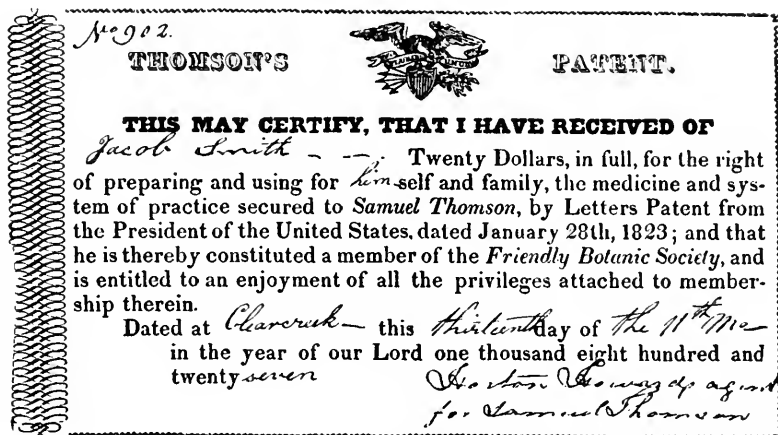 No 902.
THOMSON'S PATENT.
THIS MAY CERTIFY, THAT I HAVE RECEIVED OF
Jacob Smith - - ; Twenty Dollars, in full, for the right
of preparing and using for him-self and family, the medicine and sys-
tem of practice secured to Samuel Thomson, by Letters Patent from
the President of the United States, dated January 28th, 1823; and that
he is thereby constituted a member of the Friendly Botanic Society, and
is entitled to an enjoyment of all the privileges attached to member-
ship therein.
Dated at Clearcreek — this thirteenth day of the 11th Mo
in the year of our Lord one thousand eight hundred and
twenty seven Horton Howard agent
for Samuel Thomson